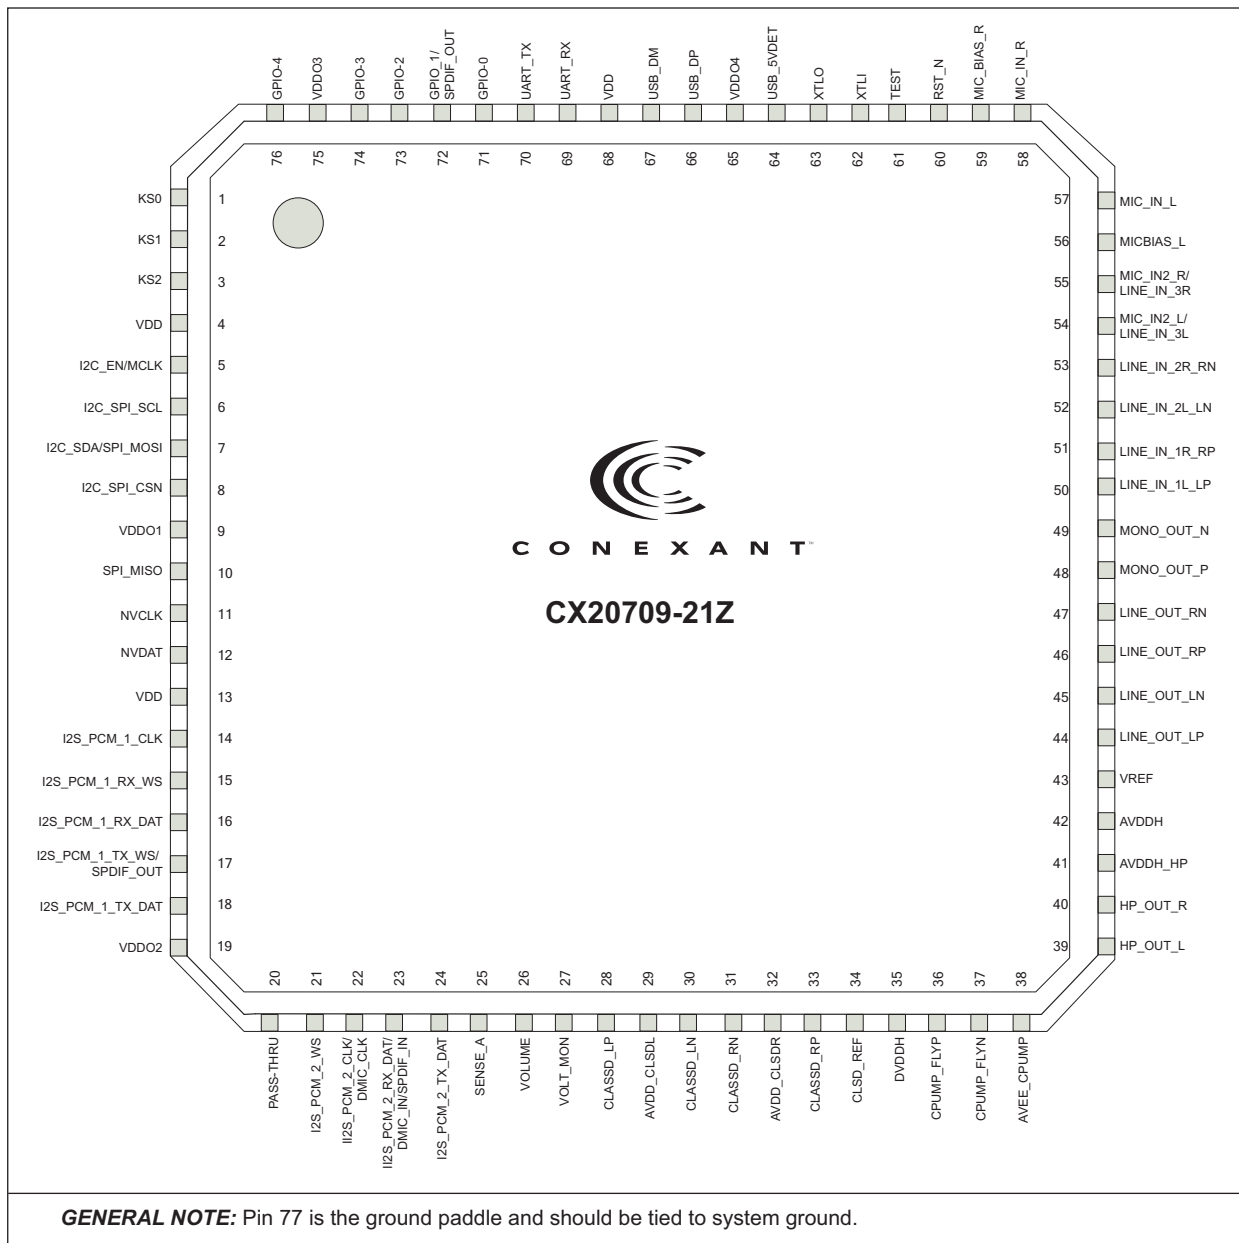 GPIO-4
VDDO3
GPIO-3
GPIO-2
GPIO_1/
SPDIF_OUT
GPIO-0
UART_TX
UART_RX
VDD
USB_DM
USB_DP
VDDO4
USB_5VDET
XTLO
XTLI
TEST
RST_N
MIC_BIAS_R
MIC_IN_R
76
75
74
73
72
71
70
69
68
67
66
65
64
63
62
61
60
59
58
KS0
1
KS1
2
KS2
3
VDD
4
I2C_EN/MCLK
5
I2C_SPI_SCL
6
I2C_SDA/SPI_MOSI
7
I2C_SPI_CSN
8
VDDO1
9
SPI_MISO
10
NVCLK
11
NVDAT
12
VDD
13
I2S_PCM_1_CLK
14
I2S_PCM_1_RX_WS
15
I2S_PCM_1_RX_DAT
16
I2S_PCM_1_TX_WS/
SPDIF_OUT
17
I2S_PCM_1_TX_DAT
18
VDDO2
19
CONEXANT™
CX20709-21Z
57
MIC_IN_L
56
MICBIAS_L
55
MIC_IN2_R/
LINE_IN_3R
54
MIC_IN2_L/
LINE_IN_3L
53
LINE_IN_2R_RN
52
LINE_IN_2L_LN
51
LINE_IN_1R_RP
50
LINE_IN_1L_LP
49
MONO_OUT_N
48
MONO_OUT_P
47
LINE_OUT_RN
46
LINE_OUT_RP
45
LINE_OUT_LN
44
LINE_OUT_LP
43
VREF
42
AVDDH
41
AVDDH_HP
40
HP_OUT_R
39
HP_OUT_L
20
21
22
23
24
25
26
27
28
29
30
31
32
33
34
35
36
37
38
PASS-THRU
I2S_PCM_2_WS
II2S_PCM_2_CLK/
DMIC_CLK
II2S_PCM_2_RX_DAT/
DMIC_IN/SPDIF_IN
I2S_PCM_2_TX_DAT
SENSE_A
VOLUME
VOLT_MON
CLASSD_LP
AVDD_CLSDL
CLASSD_LN
CLASSD_RN
AVDD_CLSDR
CLASSD_RP
CLSD_REF
DVDDH
CPUMP_FLYP
CPUMP_FLYN
AVEE_CPUMP
GENERAL NOTE: Pin 77 is the ground paddle and should be tied to system ground.